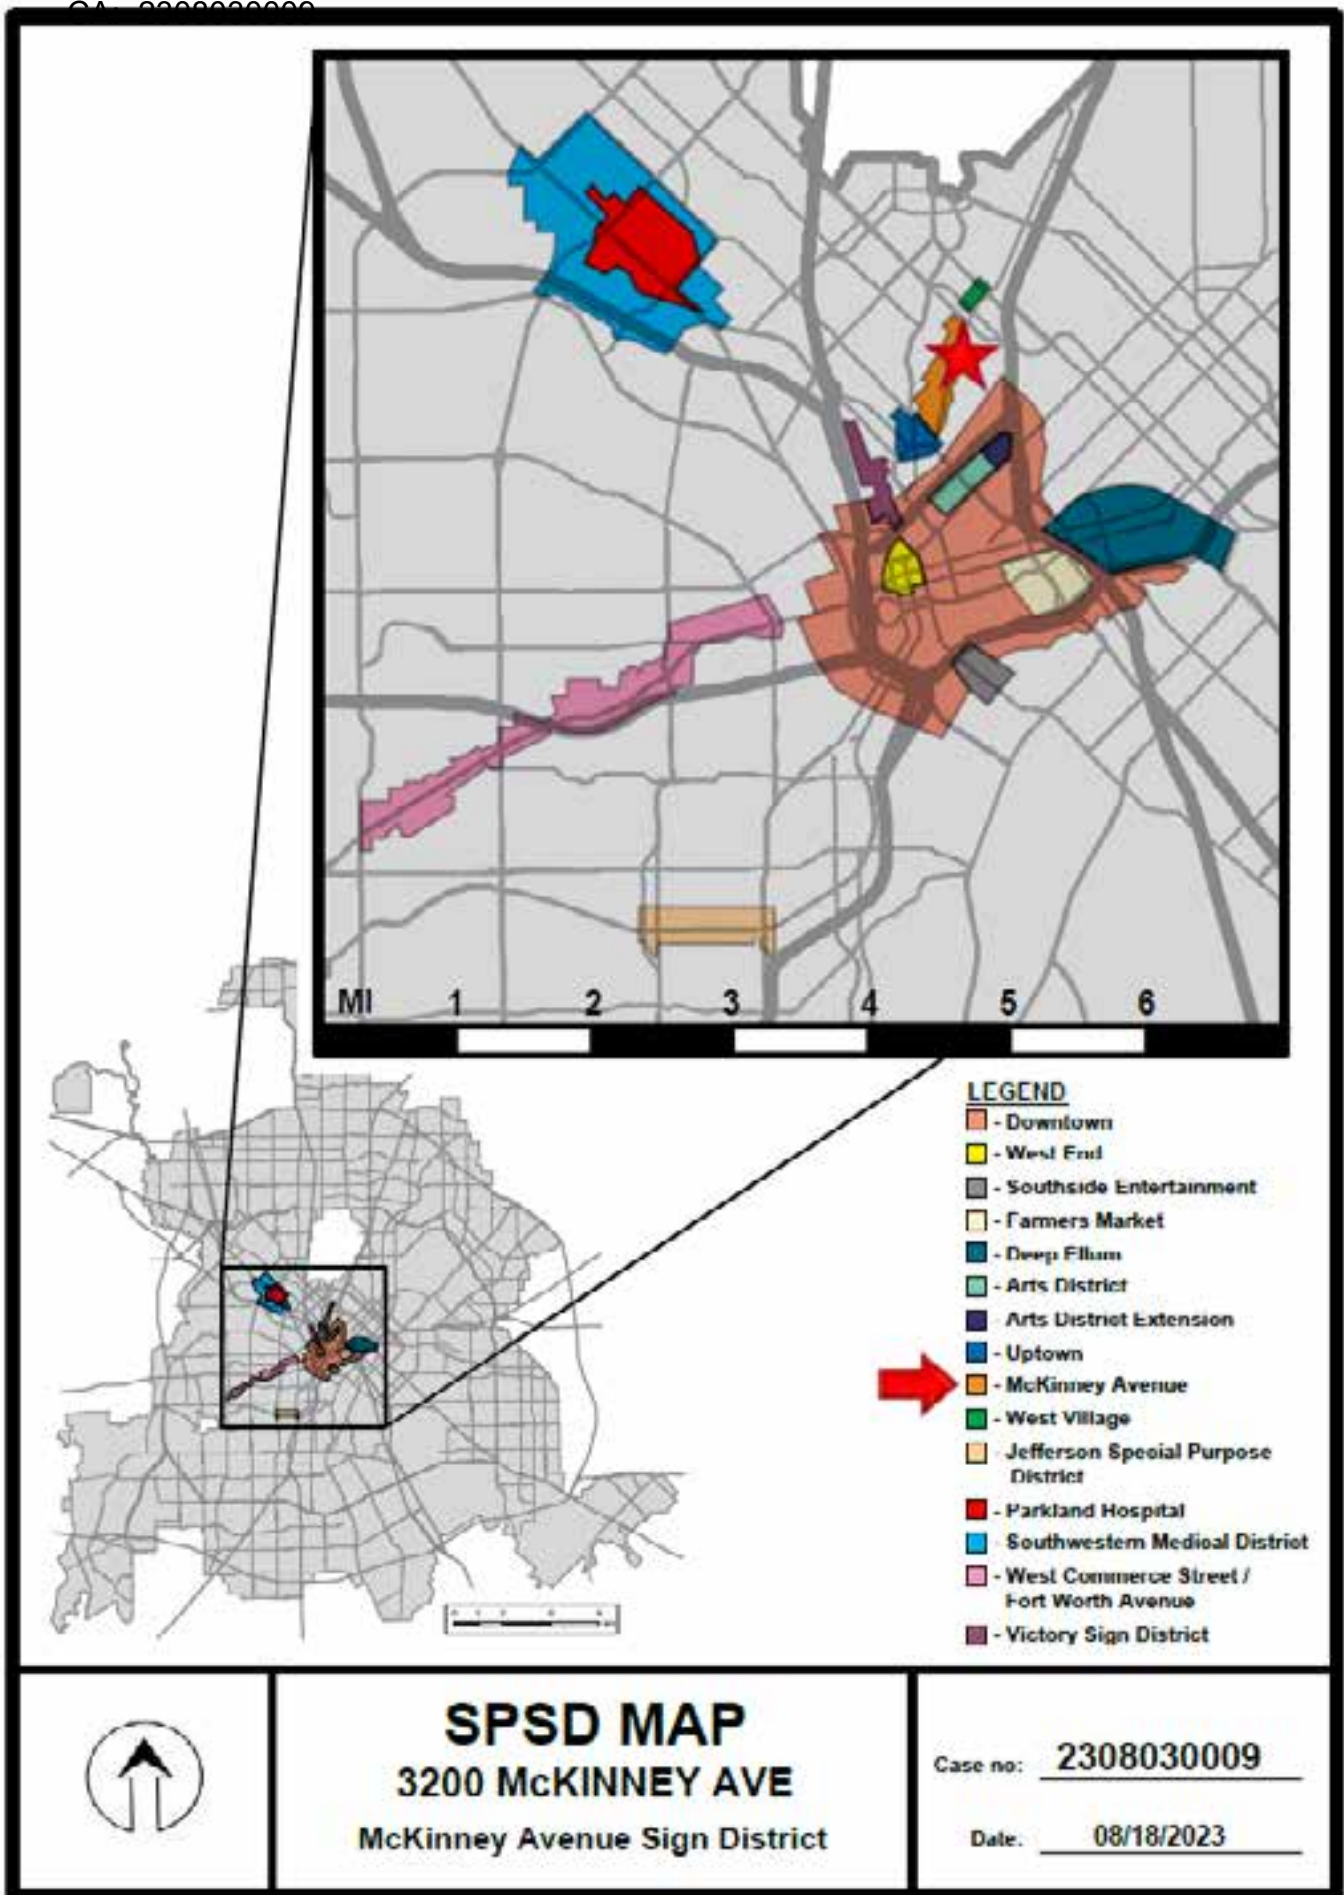 MI 1 2 3 4 5 6
LEGEND
- Downtown
- West End
- Southside Entertainment
- Farmers Market
- Deep Ellum
- Arts District
Arts District Extension
- Uptown
- McKinney Avenue
- West Village
Jefferson Special Purpose
District
- Parkland Hospital
Southwestern Medical District
- West Commerce Street /
Fort Worth Avenue
- Victory Sign District
SPSD MAP
3200 McKINNEY AVE
McKinney Avenue Sign District
Case no: 2308030009
Date: 08/18/2023